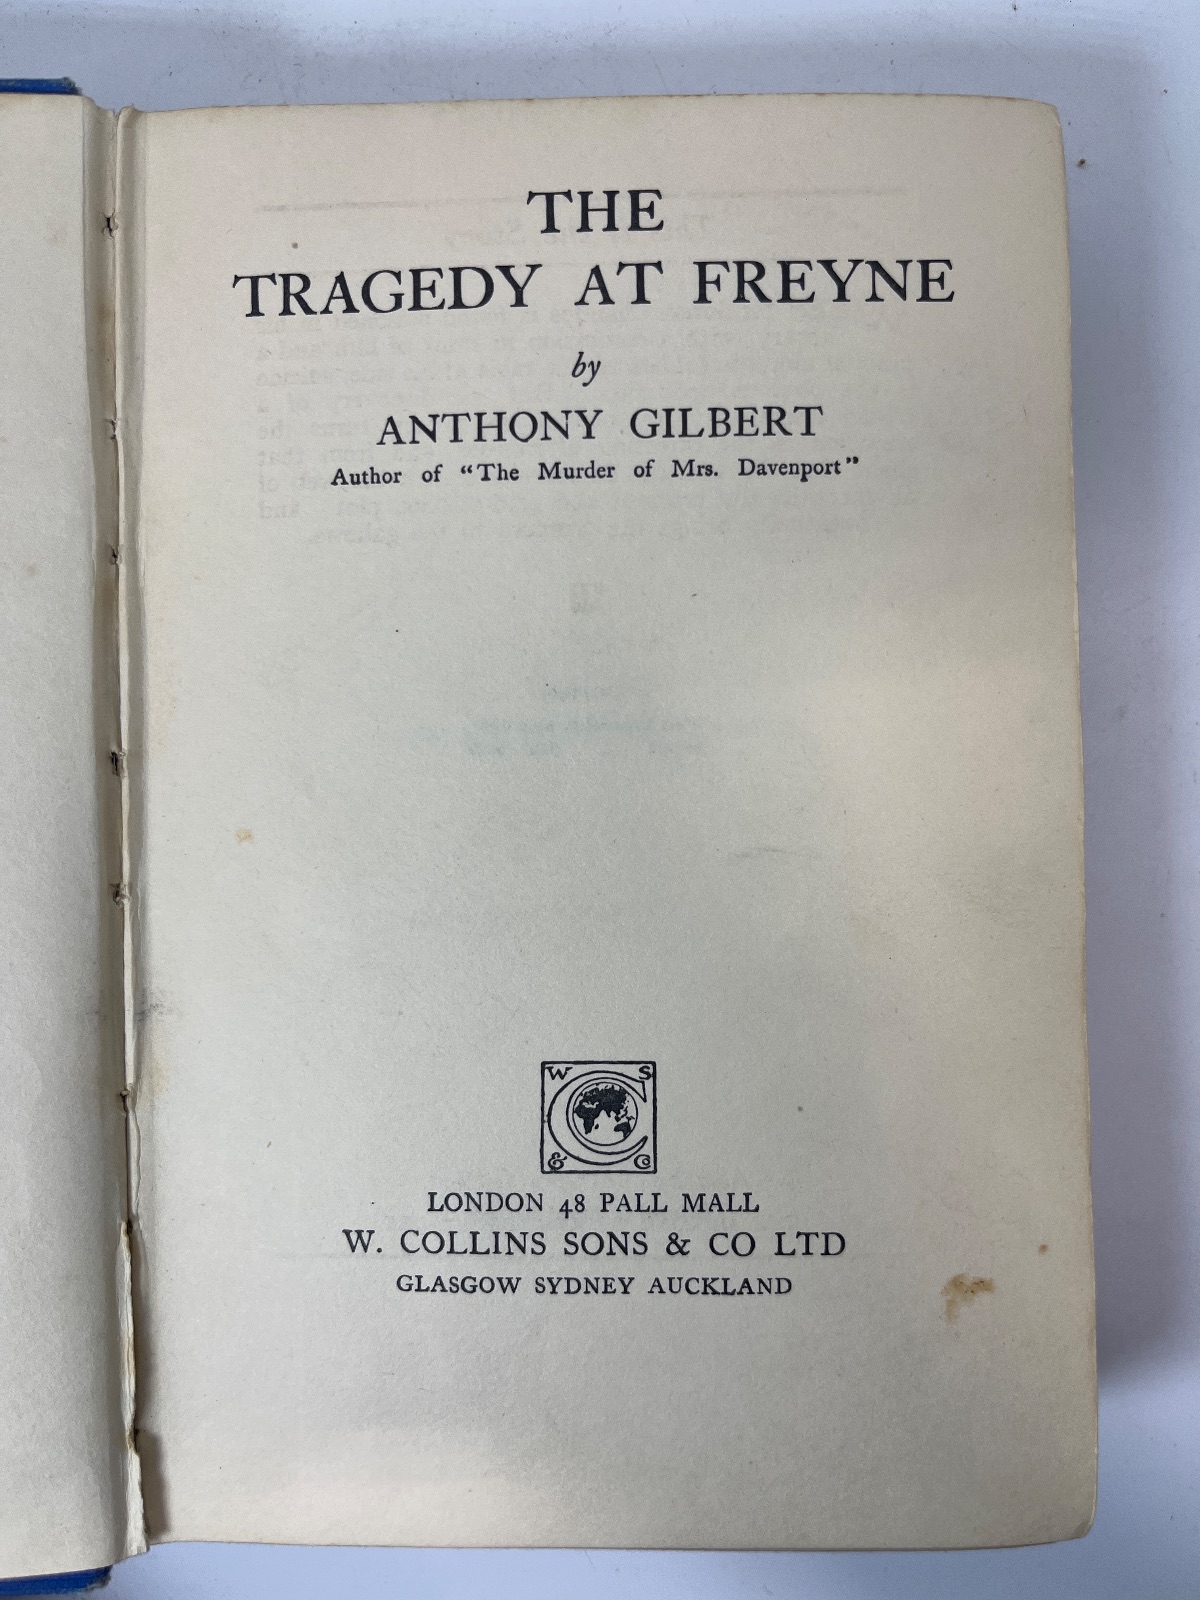 THE
TRAGEDY AT FREYNE
by
ANTHONY GILBERT
Author of “The Murder of Mrs. Davenport”
W S
C
& Co
LONDON 48 PALL MALL
W. COLLINS SONS & CO LTD
GLASGOW SYDNEY AUCKLAND